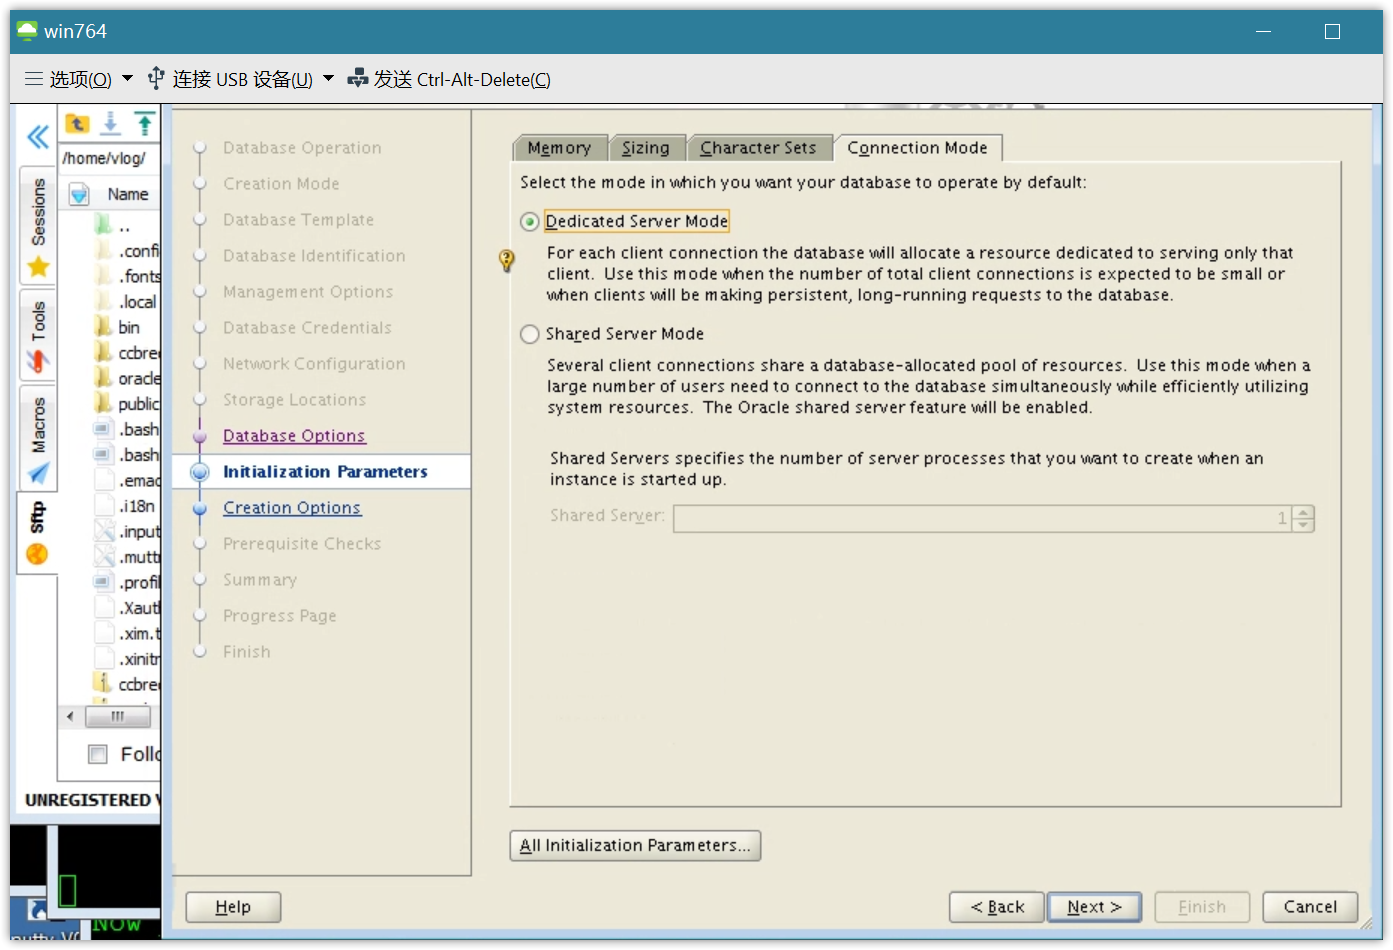 win764
选项(O)
连接 USB 设备(U)
发送 Ctrl-Alt-Delete(C)
/home/vlog/
Name
..
.confi
.fonts
.local
bin
ccbre
oracle
public
.bash
.bash
.emac
.i18n
.input
.mutt
.profil
.Xaut
.xim.t
.xinitr
ccbre
Sessions
Tools
Macros
Sftp
Follo
UNREGISTERED V
Now
Database Operation
Creation Mode
Database Template
Database Identification
Management Options
Database Credentials
Network Configuration
Storage Locations
Database Options
Initialization Parameters
Creation Options
Prerequisite Checks
Summary
Progress Page
Finish
Memory
Sizing
Character Sets
Connection Mode
Select the mode in which you want your database to operate by default:
Dedicated Server Mode
For each client connection the database will allocate a resource dedicated to serving only that
client. Use this mode when the number of total client connections is expected to be small or
when clients will be making persistent, long-running requests to the database.
Shared Server Mode
Several client connections share a database-allocated pool of resources. Use this mode when a
large number of users need to connect to the database simultaneously while efficiently utilizing
system resources. The Oracle shared server feature will be enabled.
Shared Servers specifies the number of server processes that you want to create when an
instance is started up.
Shared Server:
1
All Initialization Parameters...
Help
< Back
Next >
Finish
Cancel